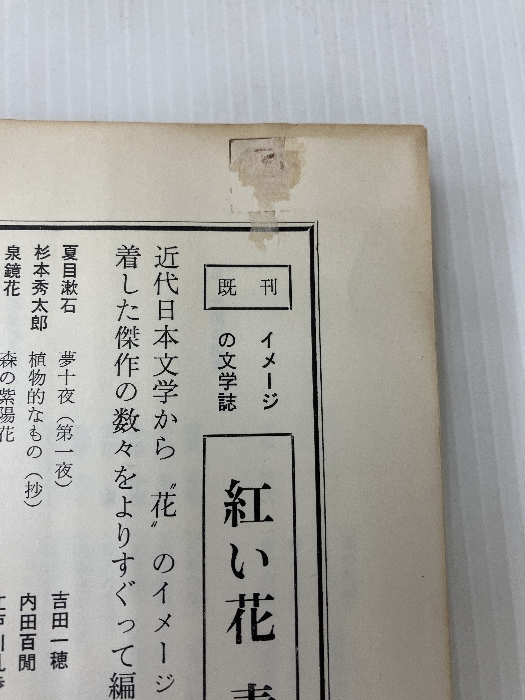 既刊
イメージ
の文学誌
紅い花
近代日本文学から〝花〟のイメージ
着した傑作の数々をよりすぐって編
夏目漱石 夢十夜(第一夜)
吉田一穂
杉本秀太郎 植物的なもの(抄)
内田百閒
泉鏡花 森の紫陽花